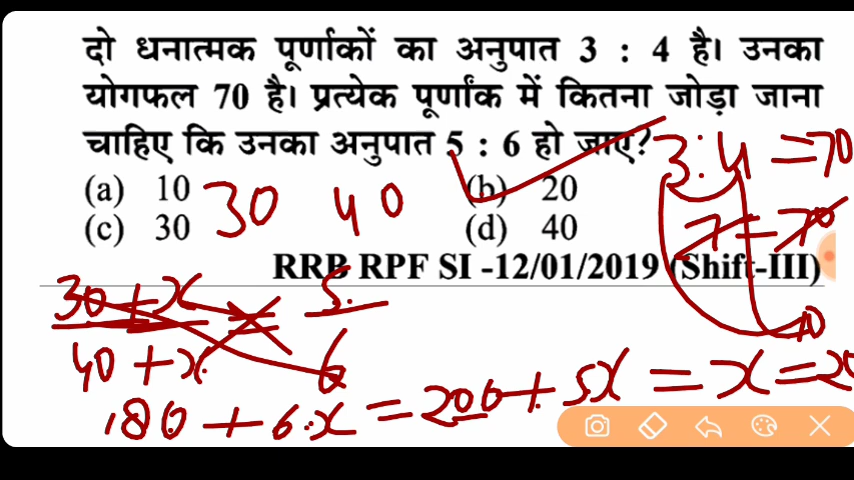 दो धनात्मक पूर्णाकों का अनुपात 3 : 4 है। उनका
योगफल 70 है। प्रत्येक पूर्णांक में कितना जोड़ा जाना
चाहिए कि उनका अनुपात 5 : 6 हो जाए?
3:4 = 70
(a) 10
(b) 20
30 40
7 = 70
(c) 30
(d) 40
10
RRB RPF SI -12/01/2019 (Shift-III)
30 + x = 5
40 + x 6
180 + 6x = 200 + 5x = x = 20